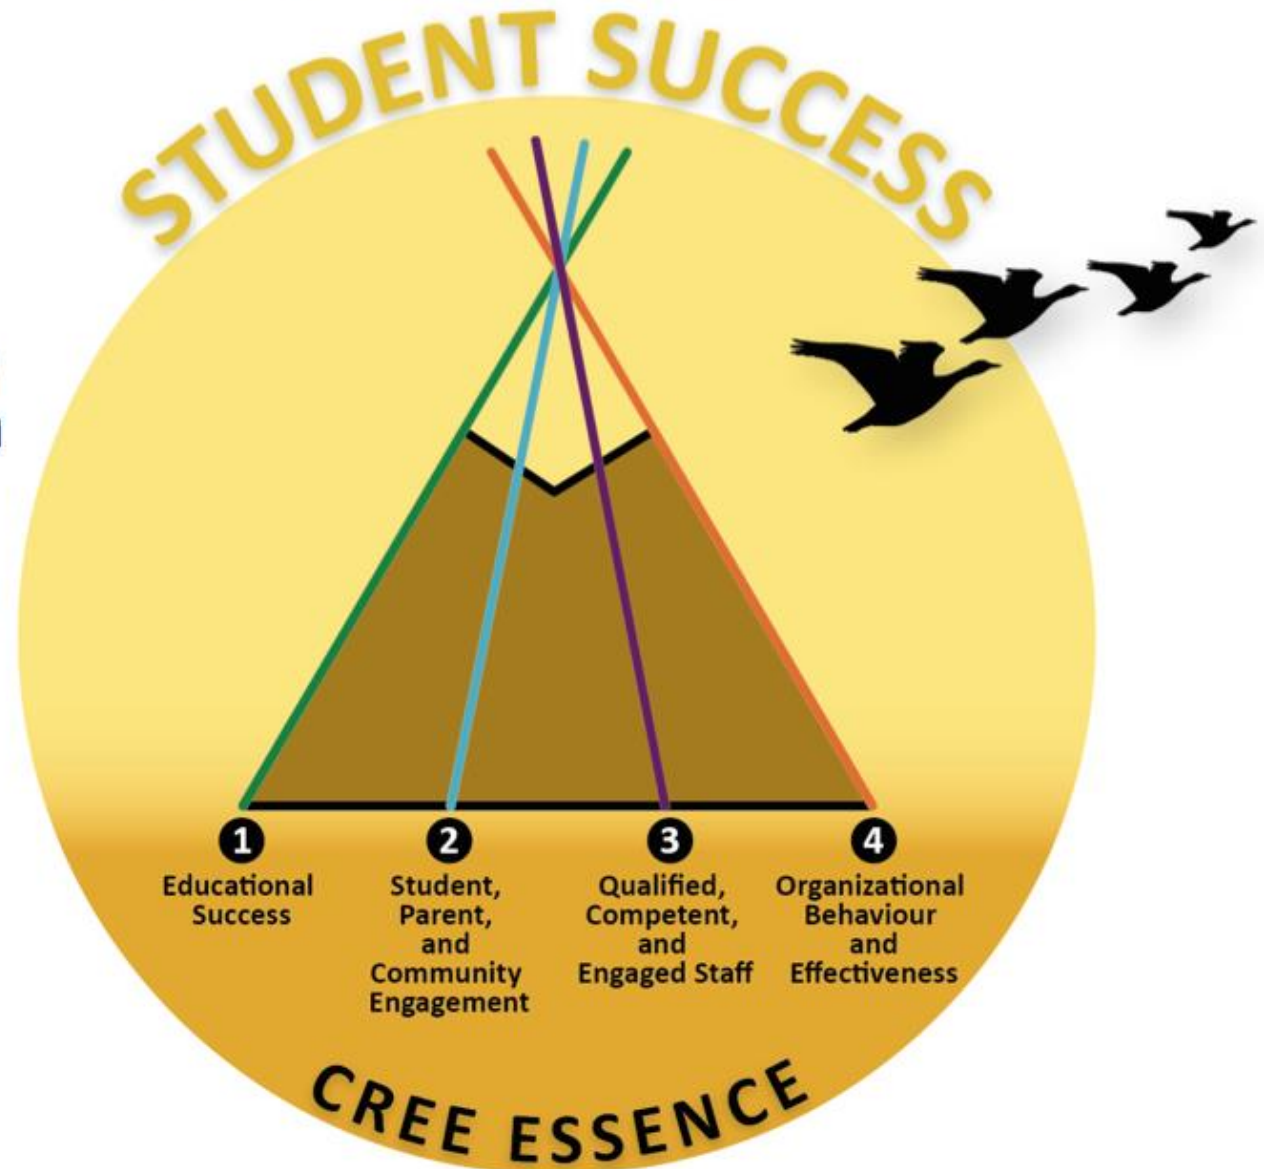 STUDENT SUCCESS
1
Educational
Success
2
Student,
Parent,
and
Community
Engagement
3
Qualified,
Competent,
and
Engaged Staff
4
Organizational
Behaviour
and
Effectiveness
CREE ESSENCE